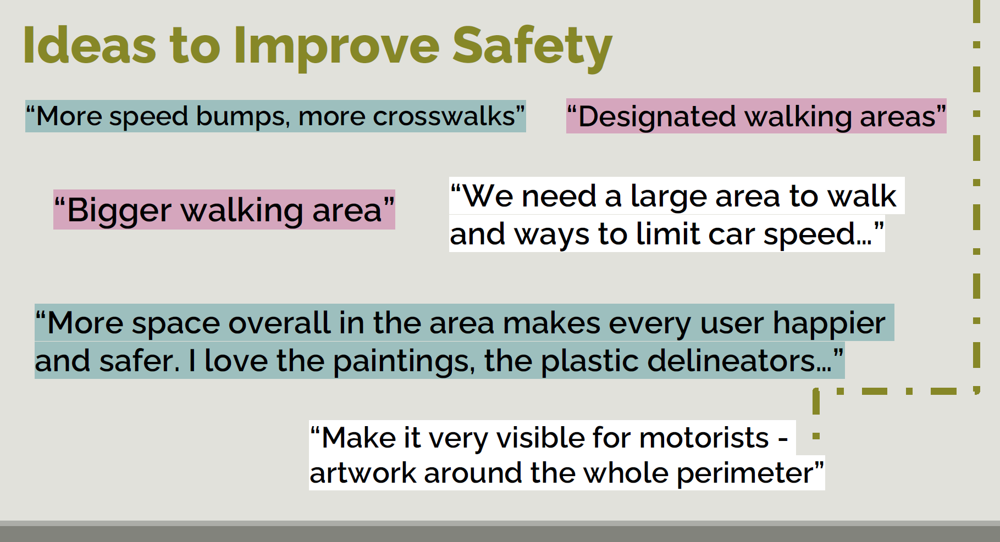 Ideas to Improve Safety
“More speed bumps, more crosswalks”
“Designated walking areas”
“Bigger walking area”
“We need a large area to walk
and ways to limit car speed...”
“More space overall in the area makes every user happier
and safer. I love the paintings, the plastic delineators...”
“Make it very visible for motorists -
artwork around the whole perimeter”